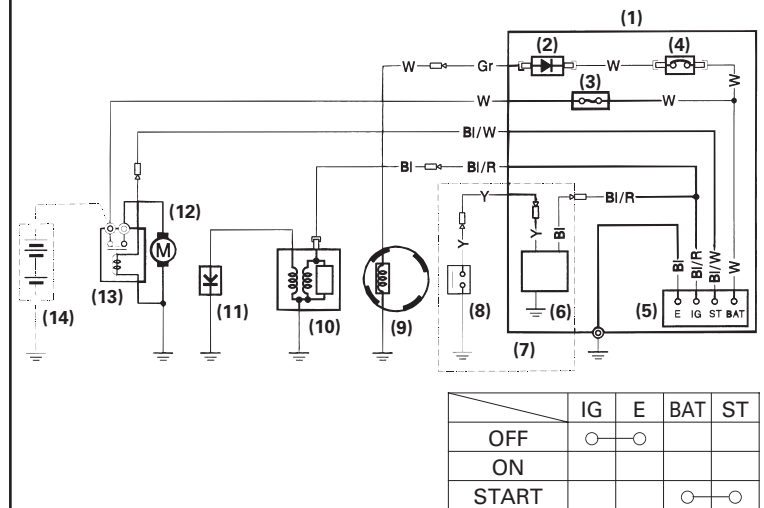 (1)
(2)
(4)
W
Gr
W
W
(3)
W
W
Bl/W
Bl
Bl/R
Y
Bl/R
(12)
Y
Y
Bl
Bl
Bl/R
Bl/W
W
M
(13)
(14)
(11)
(10)
(9)
(8)
(6)
(5)
E IG ST BAT
(7)
IG E BAT ST
OFF
ON
START